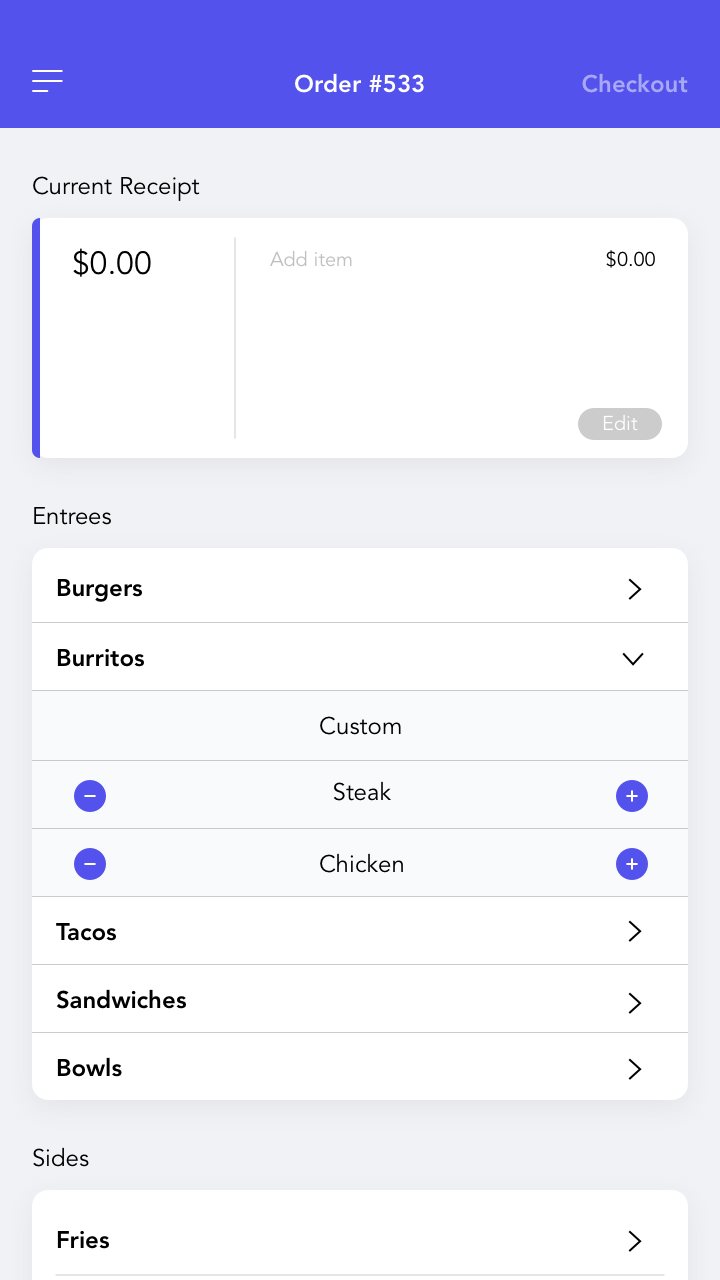 Order #533
Checkout
Current Receipt
$0.00
Add item
$0.00
Edit
Entrees
Burgers
Burritos
Custom
Steak
Chicken
Tacos
Sandwiches
Bowls
Sides
Fries